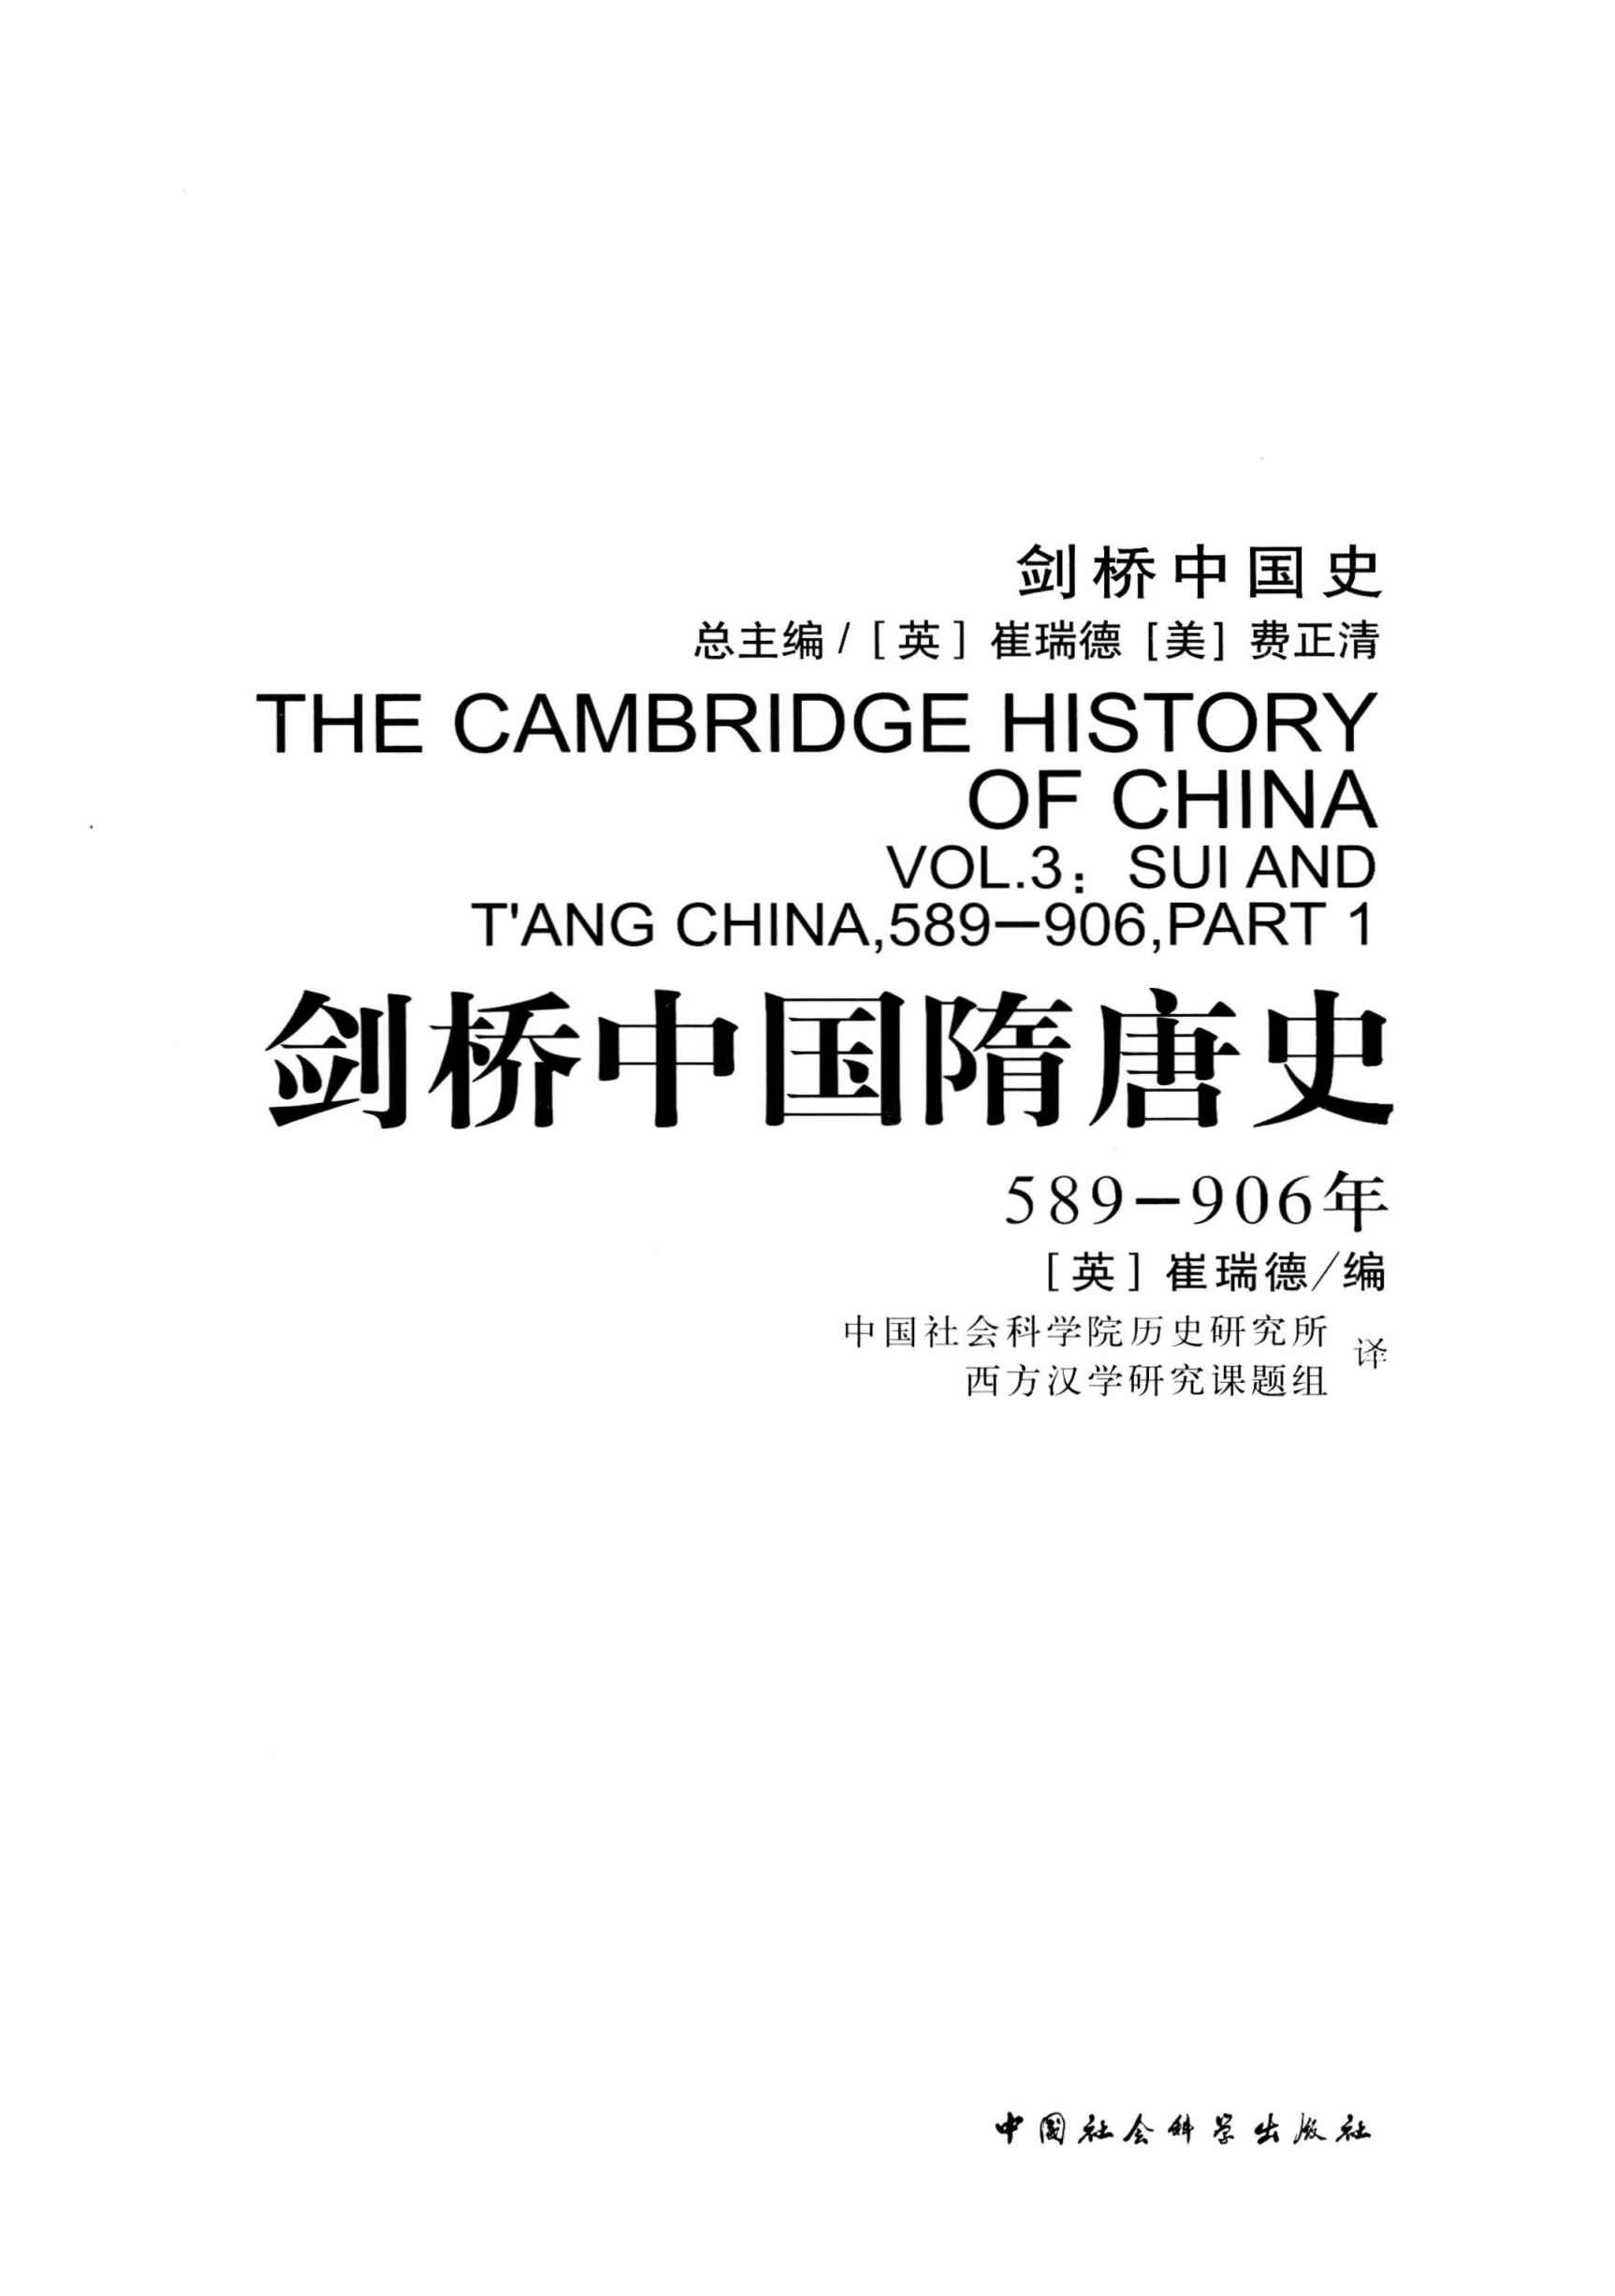 剑桥中国史
总主编/[英] 崔瑞德 [美] 费正清
THE CAMBRIDGE HISTORY
OF CHINA
VOL.3: SUI AND
T'ANG CHINA,589—906,PART 1
剑桥中国隋唐史
589—906年
[英] 崔瑞德/编
中国社会科学院历史研究所
西方汉学研究课题组
译
中国社会科学出版社